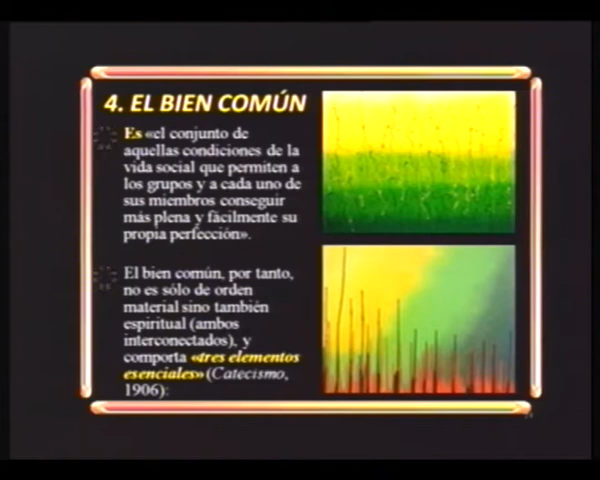 4. EL BIEN COMÚN
Es «el conjunto de
aquellas condiciones de la
vida social que permiten a
los grupos y a cada uno de
sus miembros conseguir
más plena y fácilmente su
propia perfección».
El bien común, por tanto,
no es sólo de orden
material sino también
espiritual (ambos
interconectados), y
comporta «tres elementos
esenciales» (Catecismo,
1906):